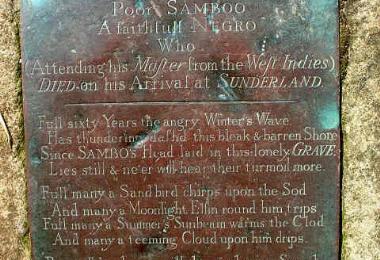 Poor SAMBOO
A faithfull NEGRO
Who
(Attending his Master from the West Indies)
DIED on his Arrival at SUNDERLAND.
Full sixty Years the angry Winter's Wave
Has thundering dashd this bleak & barren Shore
Since SAMBO's Head laid in this lonely GRAVE
Lies still & ne'er will hear their turmoil more.
Full many a Sandbird chirps upon the Sod
And many a Moonlight Elfin round him trips
Full many a Summer's Sunbeam warms the Clod
And many a teeming Cloud upon him drips.